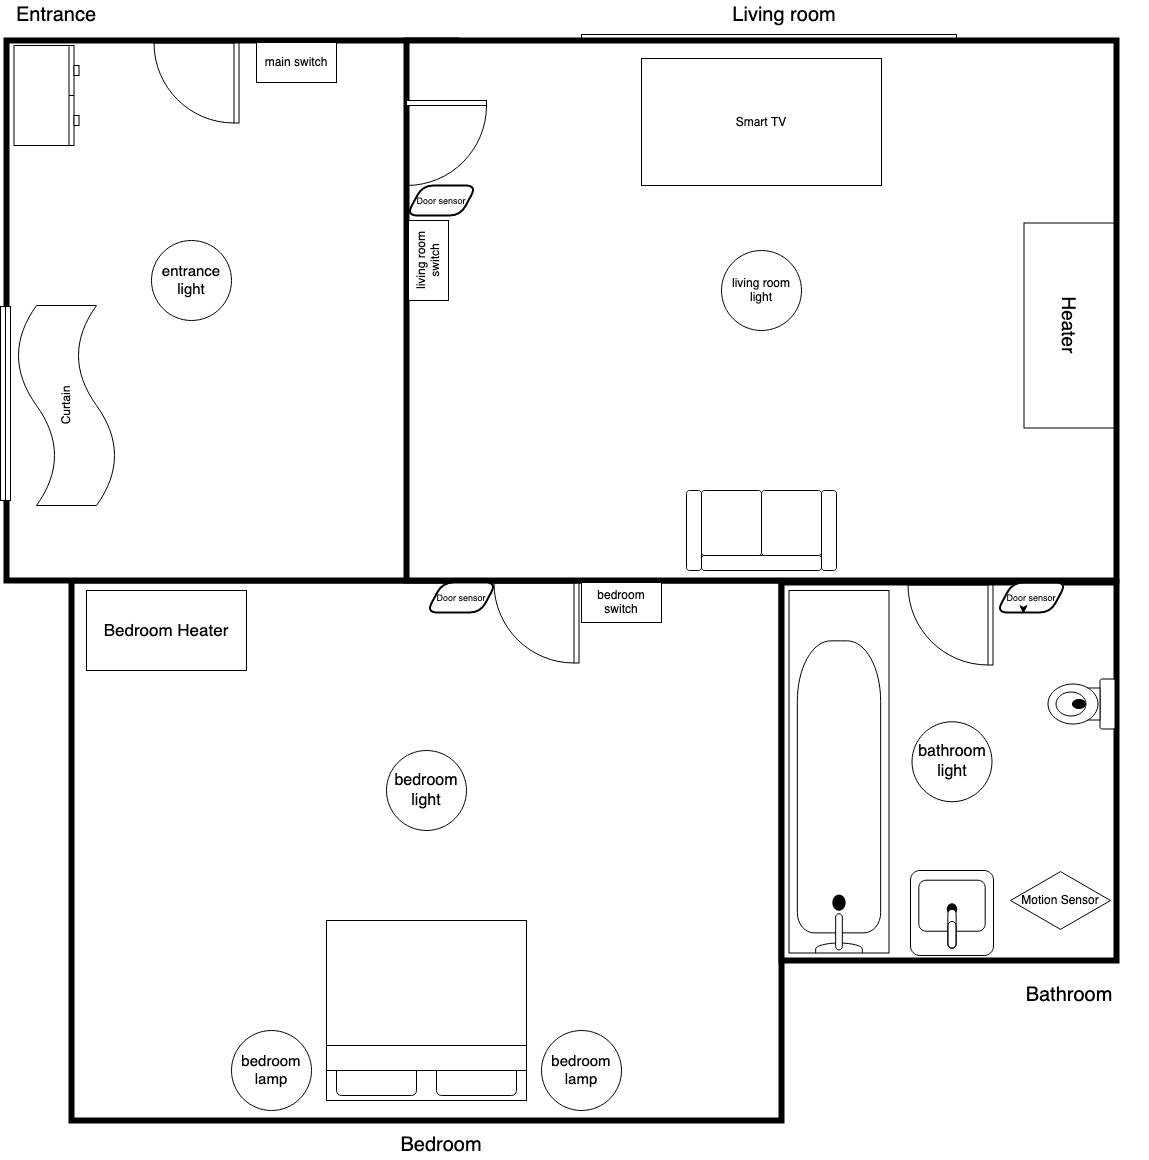 Entrance
Living room
main switch
Smart TV
Door sensor
living room
switch
entrance
light
living room
light
Heater
Curtain
Door sensor
bedroom
switch
Door sensor
Bedroom Heater
bedroom
light
bathroom
light
Motion Sensor
Bathroom
bedroom
lamp
bedroom
lamp
Bedroom